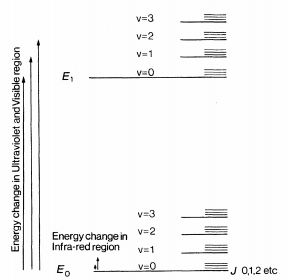 v=3
v=2
v=1
E₁ v=0
Energy change in Ultraviolet and Visible region
v=3
Energy change in
Infra-red region
v=2
v=1
E₀ v=0 J 0,1,2 etc